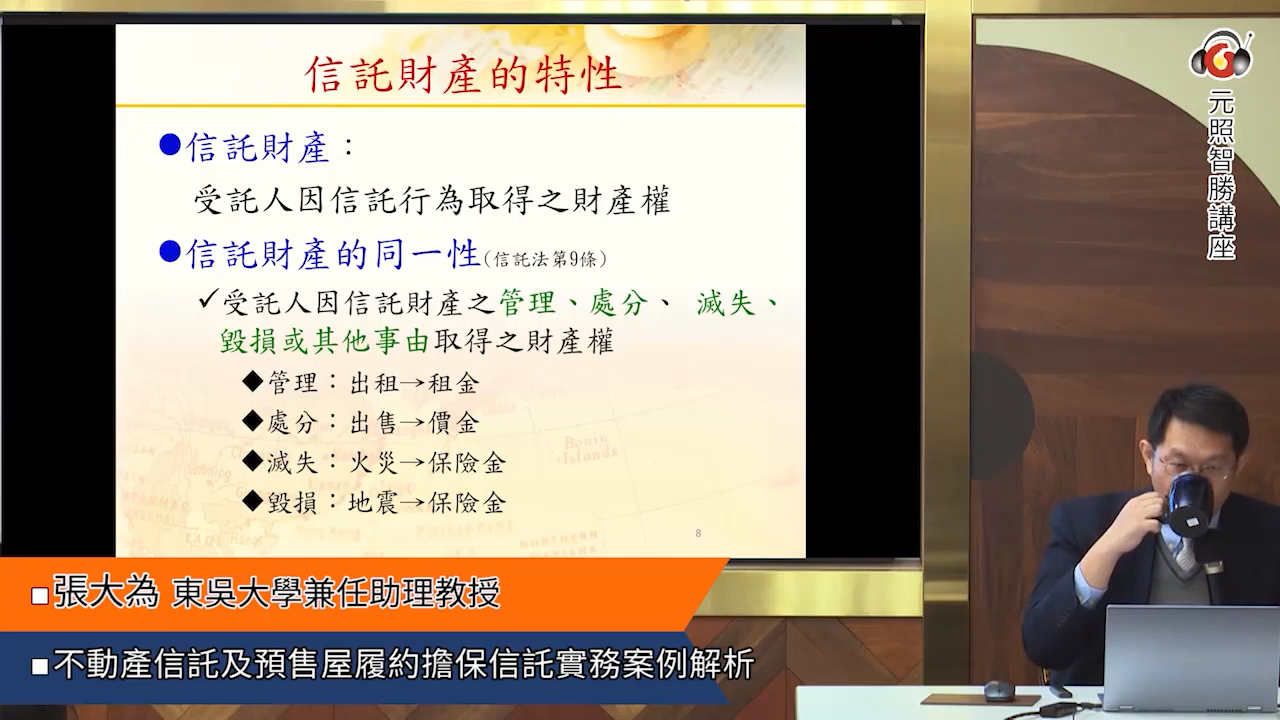 信託財產的特性
●信託財產：
受託人因信託行為取得之財產權
●信託財產的同一性(信託法第9條)
✓受託人因信託財產之管理、處分、 滅失、
毀損或其他事由取得之財產權
◆管理：出租→租金
◆處分：出售→價金
◆滅失：火災→保險金
◆毀損：地震→保險金
8
元照智勝講座
張大為 東吳大學兼任助理教授
不動產信託及預售屋履約擔保信託實務案例解析